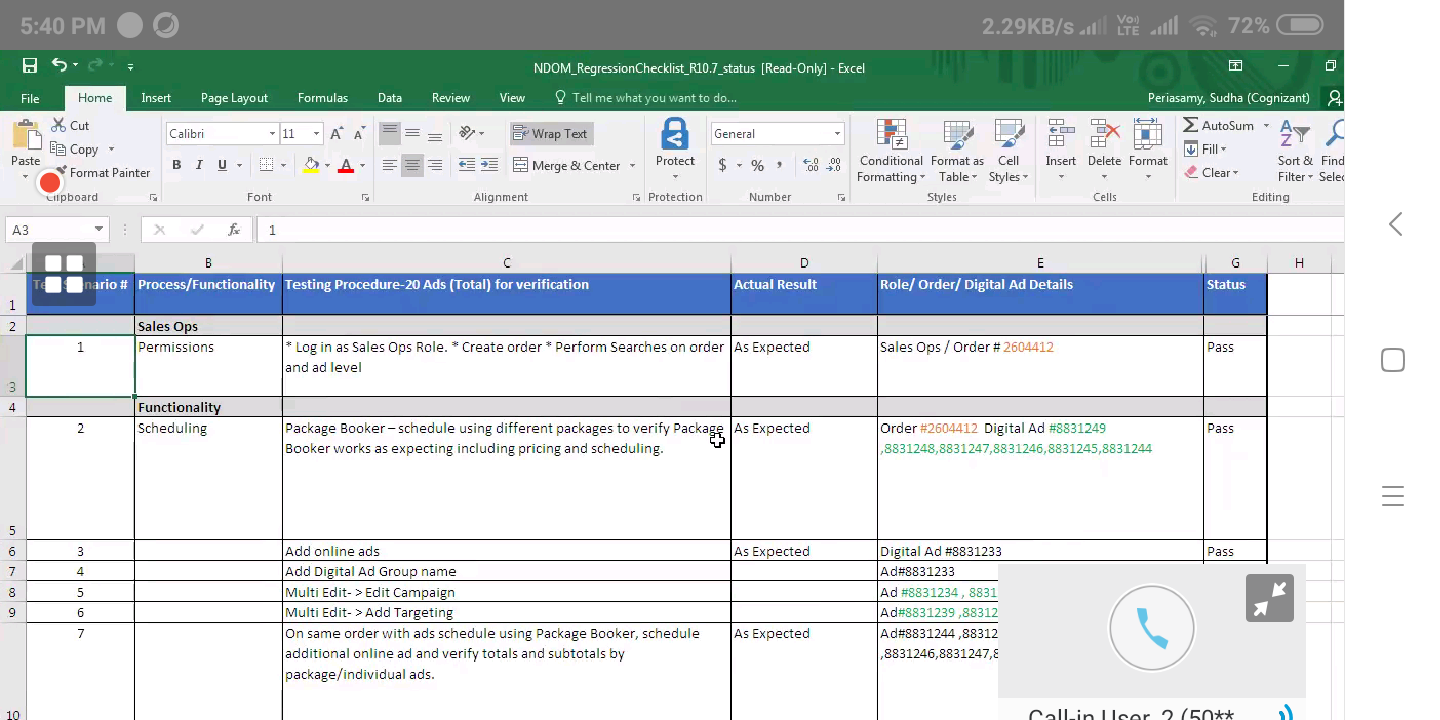 5:40 PM 2.29KB/s Vo) LTE 72%
NDOM_RegressionChecklist_R10.7_status [Read-Only] - Excel
File Home Insert Page Layout Formulas Data Review View Tell me what you want to do... Periasamy, Sudha (Cognizant)
Paste Cut Copy Format Painter Clipboard
Calibri 11 A A B I U A Font
Wrap Text Merge & Center Alignment
Protect Protection
General $ % , Number
Conditional Formatting Format as Table Cell Styles Styles
Insert Delete Format Cells
AutoSum Fill Clear Sort & Filter Editing
A3 fx 1
B C D E G H
1 # Process/Functionality Testing Procedure-20 Ads (Total) for verification Actual Result Role/ Order/ Digital Ad Details Status
2 Sales Ops
3 1 Permissions * Log in as Sales Ops Role. * Create order * Perform Searches on order As Expected Sales Ops / Order # 2604412 Pass
and ad level
4 Functionality
5 2 Scheduling Package Booker – schedule using different packages to verify Package As Expected Order #2604412 Digital Ad #8831249 Pass
Booker works as expecting including pricing and scheduling. ,8831248,8831247,8831246,8831245,8831244
6 3 Add online ads As Expected Digital Ad #8831233 Pass
7 4 Add Digital Ad Group name Ad#8831233
8 5 Multi Edit- > Edit Campaign Ad #8831234 , 8831
9 6 Multi Edit- > Add Targeting Ad#8831239 ,88312
10 7 On same order with ads schedule using Package Booker, schedule As Expected Ad#8831244 ,88312
additional online ad and verify totals and subtotals by ,8831246,8831247,8
package/individual ads.
Call-in User_2 (50**